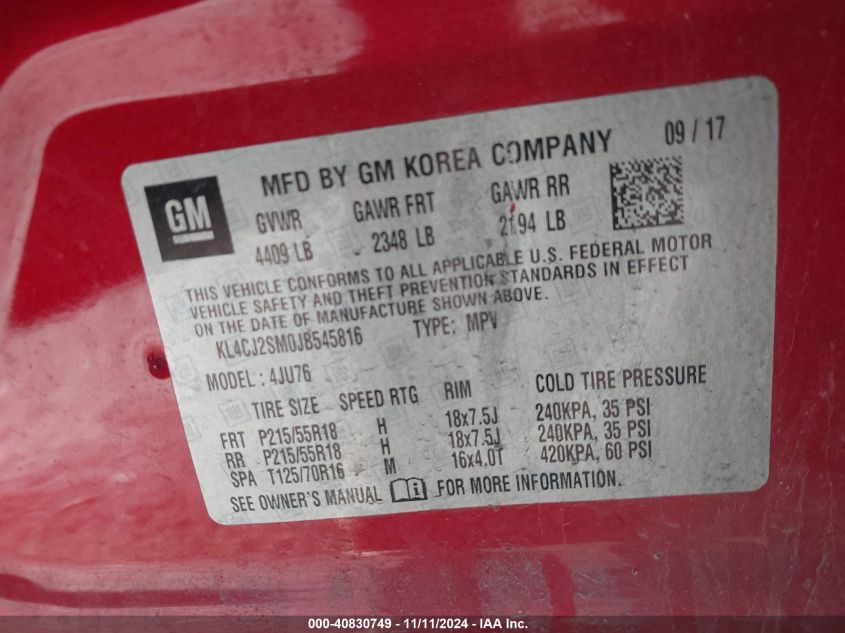 GM
MFD BY GM KOREA COMPANY 09 / 17
GVWR GAWR FRT GAWR RR
4409 LB 2348 LB 2194 LB
THIS VEHICLE CONFORMS TO ALL APPLICABLE U.S. FEDERAL MOTOR
VEHICLE SAFETY AND THEFT PREVENTION STANDARDS IN EFFECT
ON THE DATE OF MANUFACTURE SHOWN ABOVE.
KL4CJ2SM0JB545816 TYPE: MPV
MODEL: 4JU76
TIRE SIZE SPEED RTG RIM COLD TIRE PRESSURE
FRT P215/55R18 H 18x7.5J 240KPA, 35 PSI
RR P215/55R18 H 18x7.5J 240KPA, 35 PSI
SPA T125/70R16 M 16x4.0T 420KPA, 60 PSI
SEE OWNER'S MANUAL FOR MORE INFORMATION.
000-40830749 - 11/11/2024 - IAA Inc.